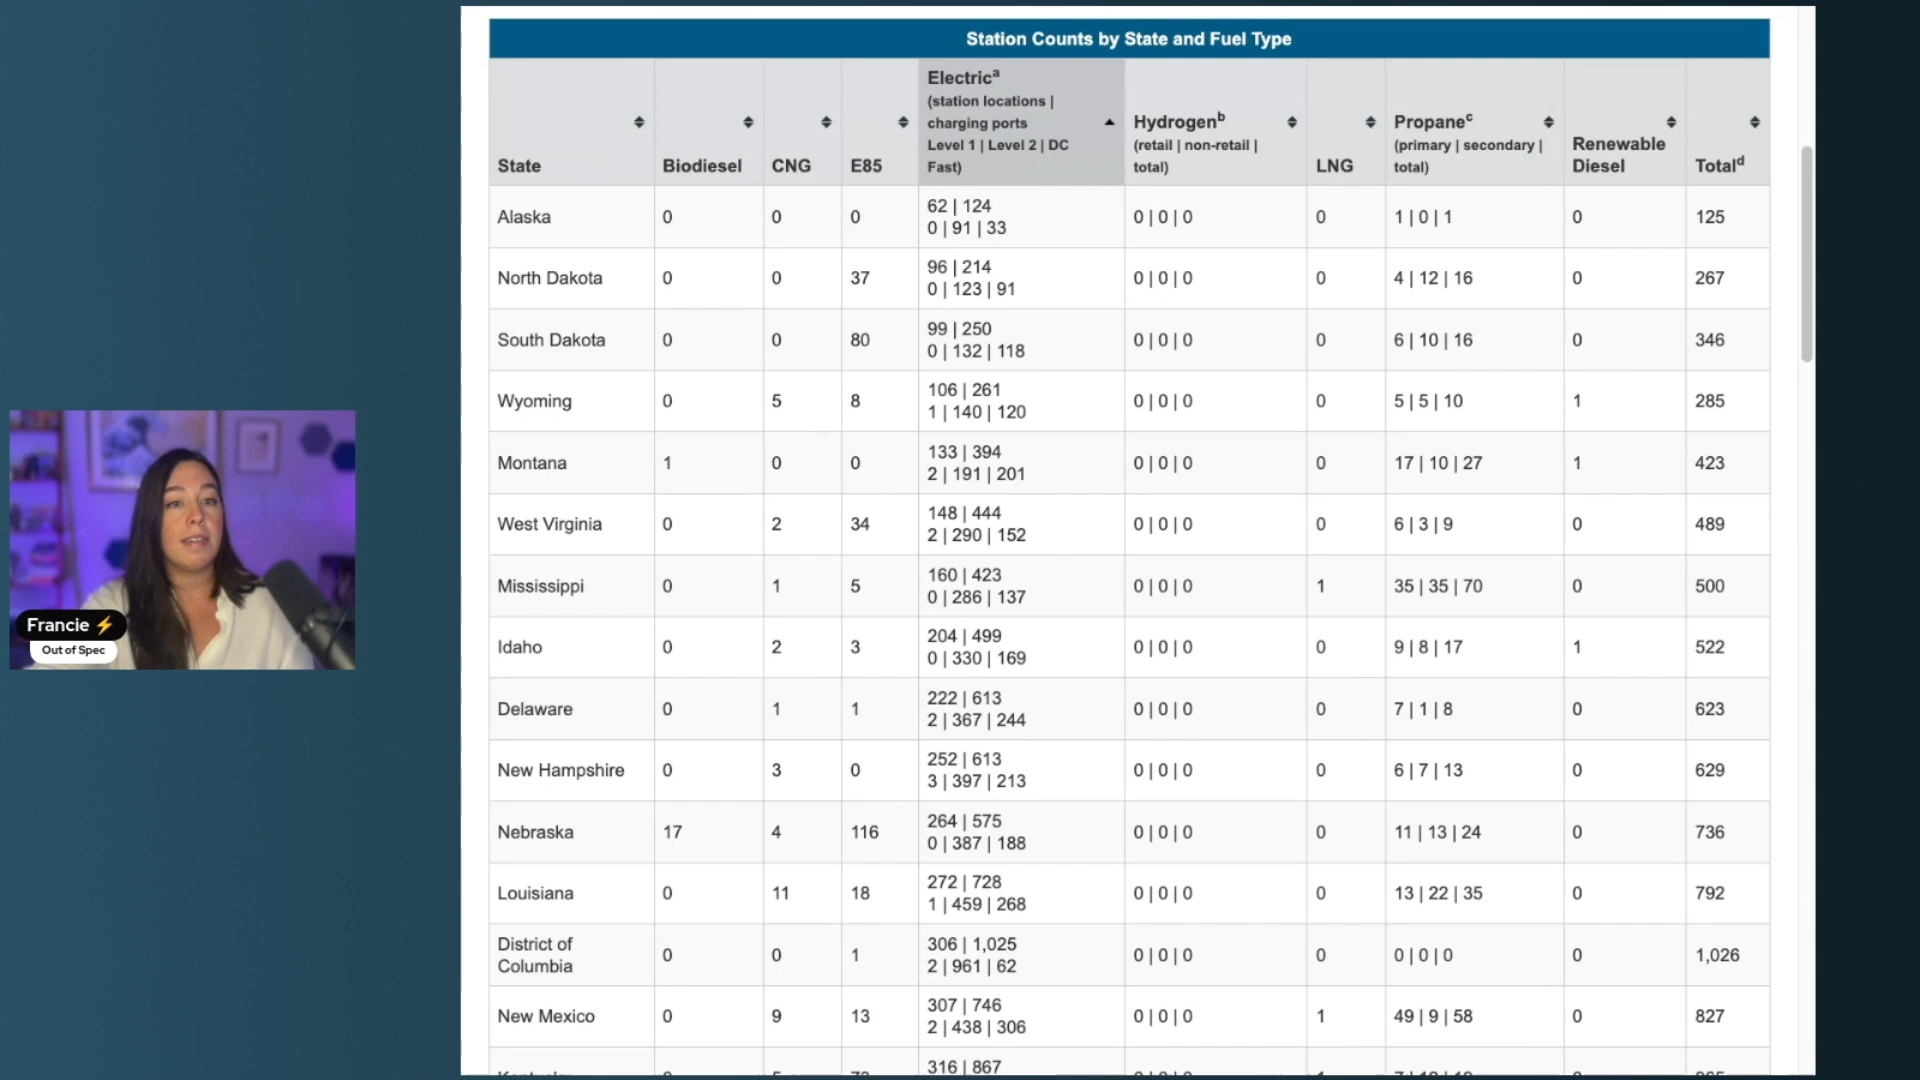 Station Counts by State and Fuel Type
State
Biodiesel
CNG
E85
Electricᵃ
(station locations |
charging ports
Level 1 | Level 2 | DC
Fast)
Hydrogenᵇ
(retail | non-retail |
total)
LNG
Propaneᶜ
(primary | secondary |
total)
Renewable
Diesel
Totalᵈ
Alaska 0 0 0 62 | 124 0 | 0 | 0 0 1 | 0 | 1 0 125
0 | 91 | 33
North Dakota 0 0 37 96 | 214 0 | 0 | 0 0 4 | 12 | 16 0 267
0 | 123 | 91
South Dakota 0 0 80 99 | 250 0 | 0 | 0 0 6 | 10 | 16 0 346
0 | 132 | 118
Wyoming 0 5 8 106 | 261 0 | 0 | 0 0 5 | 5 | 10 1 285
1 | 140 | 120
Montana 1 0 0 133 | 394 0 | 0 | 0 0 17 | 10 | 27 1 423
2 | 191 | 201
West Virginia 0 2 34 148 | 444 0 | 0 | 0 0 6 | 3 | 9 0 489
2 | 290 | 152
Mississippi 0 1 5 160 | 423 0 | 0 | 0 1 35 | 35 | 70 0 500
0 | 286 | 137
Idaho 0 2 3 204 | 499 0 | 0 | 0 0 9 | 8 | 17 1 522
0 | 330 | 169
Delaware 0 1 1 222 | 613 0 | 0 | 0 0 7 | 1 | 8 0 623
2 | 367 | 244
New Hampshire 0 3 0 252 | 613 0 | 0 | 0 0 6 | 7 | 13 0 629
3 | 397 | 213
Nebraska 17 4 116 264 | 575 0 | 0 | 0 0 11 | 13 | 24 0 736
0 | 387 | 188
Louisiana 0 11 18 272 | 728 0 | 0 | 0 0 13 | 22 | 35 0 792
1 | 459 | 268
District of
Columbia 0 0 1 306 | 1,025 0 | 0 | 0 0 0 | 0 | 0 0 1,026
2 | 961 | 62
New Mexico 0 9 13 307 | 746 0 | 0 | 0 1 49 | 9 | 58 0 827
2 | 438 | 306
316 | 867
Francie ⚡
Out of Spec